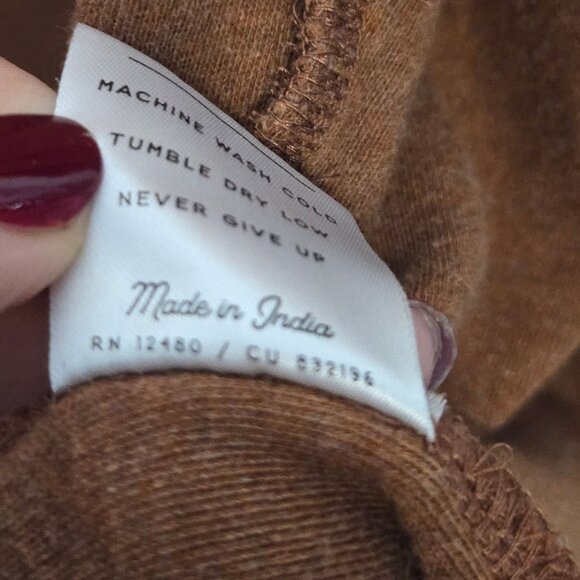 MACHINE WASH COLD
TUMBLE DRY LOW
NEVER GIVE UP
Made in India
RN 12480 / CU 832196